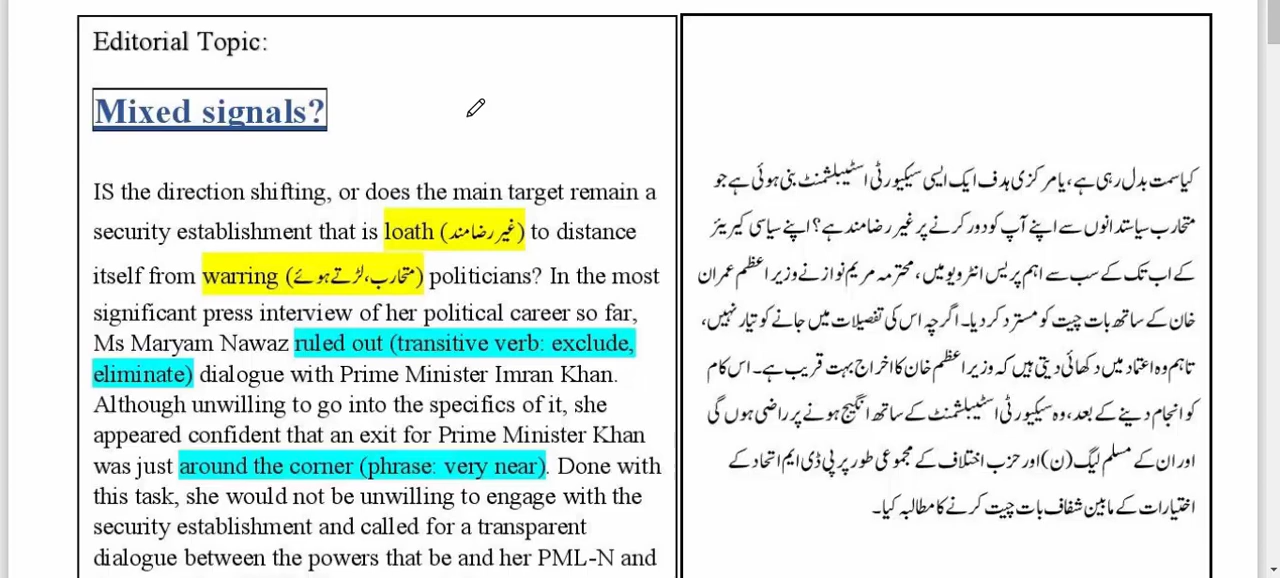 Editorial Topic:
Mixed signals?
IS the direction shifting, or does the main target remain a
security establishment that is loath (غیر رضامند) to distance
itself from warring (متحارب، لڑتے ہوئے) politicians? In the most
significant press interview of her political career so far,
Ms Maryam Nawaz ruled out (transitive verb: exclude,
eliminate) dialogue with Prime Minister Imran Khan.
Although unwilling to go into the specifics of it, she
appeared confident that an exit for Prime Minister Khan
was just around the corner (phrase: very near). Done with
this task, she would not be unwilling to engage with the
security establishment and called for a transparent
dialogue between the powers that be and her PML-N and
کیا سمت بدل رہی ہے، یا مرکزی ہدف ایک ایسی سیکیورٹی اسٹیبلشمنٹ بنی ہوئی ہے جو
متحارب سیاستدانوں سے اپنے آپ کو دور کرنے پر غیر رضامند ہے؟ اپنے سیاسی کیریئر
کے اب تک کے سب سے اہم پریس انٹرویو میں، محترمہ مریم نواز نے وزیر اعظم عمران
خان کے ساتھ بات چیت کو مسترد کر دیا۔ اگرچہ اس کی تفصیلات میں جانے کو تیار نہیں،
تاہم وہ اعتماد میں دکھائی دیتی ہیں کہ وزیر اعظم خان کا اخراج بہت قریب ہے۔ اس کام
کو انجام دینے کے بعد، وہ سیکیورٹی اسٹیبلشمنٹ کے ساتھ انگیج ہونے پر راضی ہوں گی
اور ان کے مسلم لیگ (ن) اور حزب اختلاف کے مجموعی طور پر پی ڈی ایم اتحاد کے
اختیارات کے مابین شفاف بات چیت کرنے کا مطالبہ کیا۔